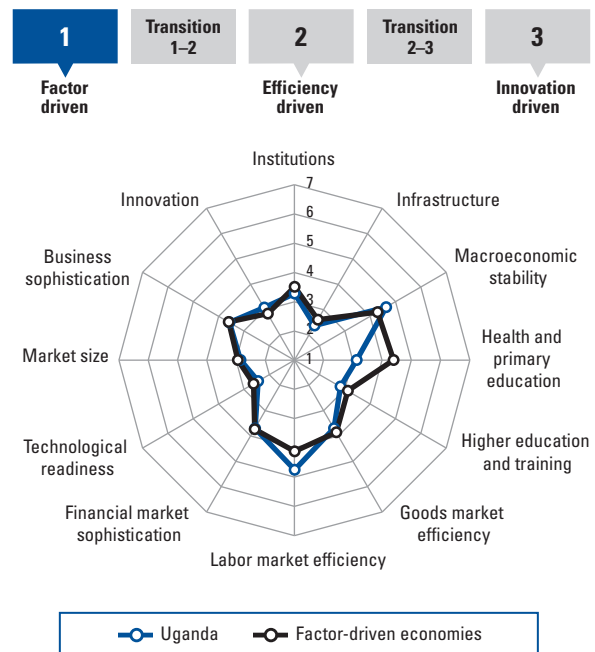 1
Transition
1–2
2
Transition
2–3
3
Factor
driven
Efficiency
driven
Innovation
driven
Institutions
Innovation
Infrastructure
Business
sophistication
Macroeconomic
stability
Market size
Health and
primary
education
Technological
readiness
Higher education
and training
Financial market
sophistication
Goods market
efficiency
Labor market efficiency
7
6
5
4
3
2
1
Uganda
Factor-driven economies